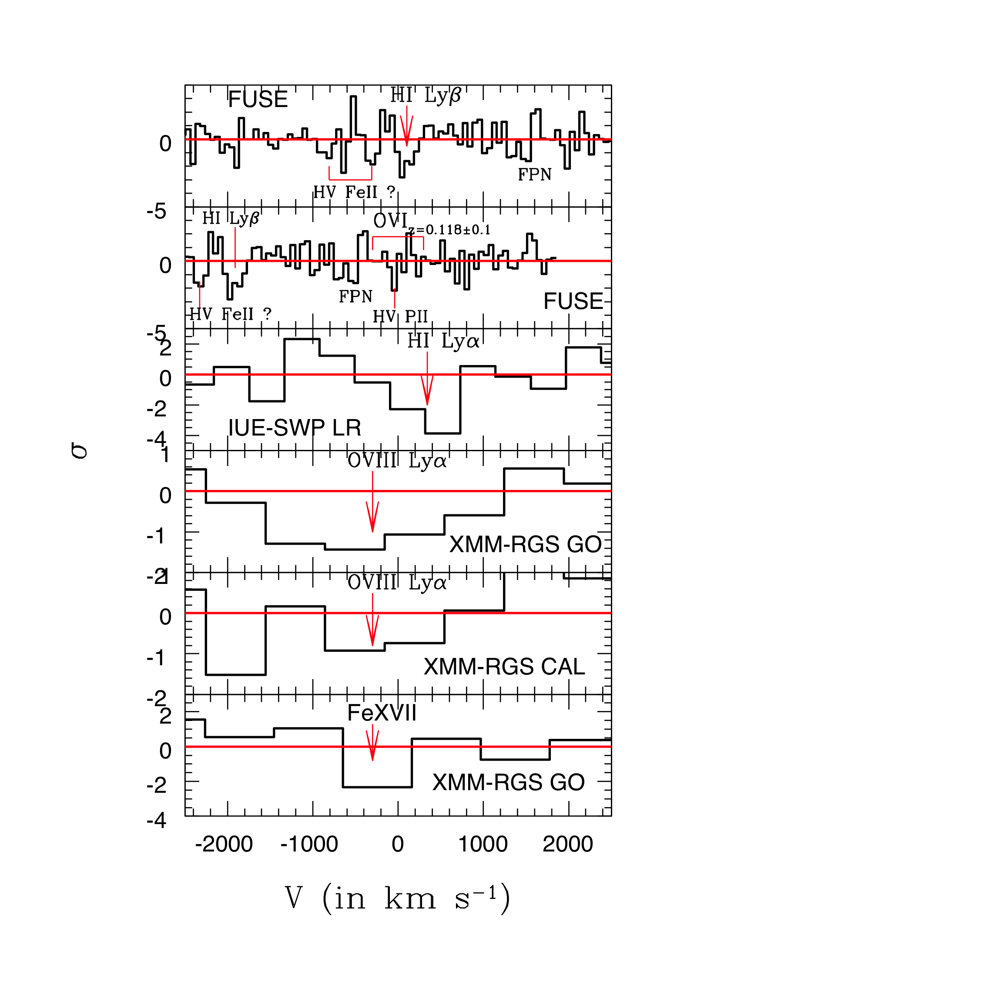 FUSE
HI Lyβ
0
FPN
HV FeII ?
-5
HI Lyβ
OVI z=0.118±0.1
0
FPN
FUSE
HV FeII ?
HV PII
-5
2
HI Lyα
0
-2
IUE-SWP LR
-4
σ
1
OVIII Lyα
0
-1
XMM-RGS GO
-2
1
OVIII Lyα
0
-1
XMM-RGS CAL
-2
2
FeXVII
0
-2
XMM-RGS GO
-4
-2000 -1000 0 1000 2000
V (in km s⁻¹)